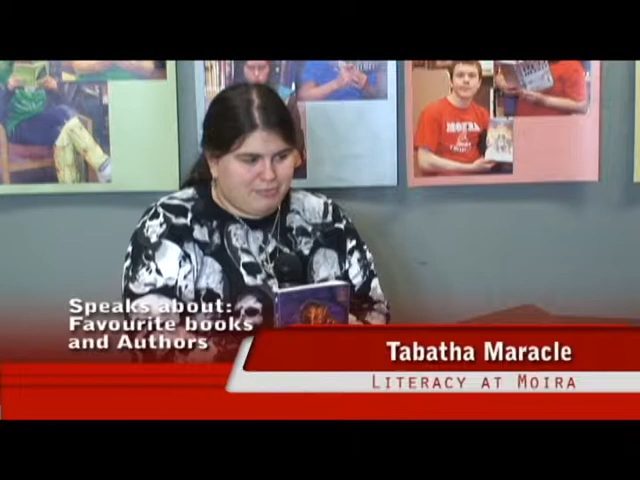 MOIRA
Speaks about:
Favourite books
and Authors
Tabatha Maracle
LITERACY AT MOIRA